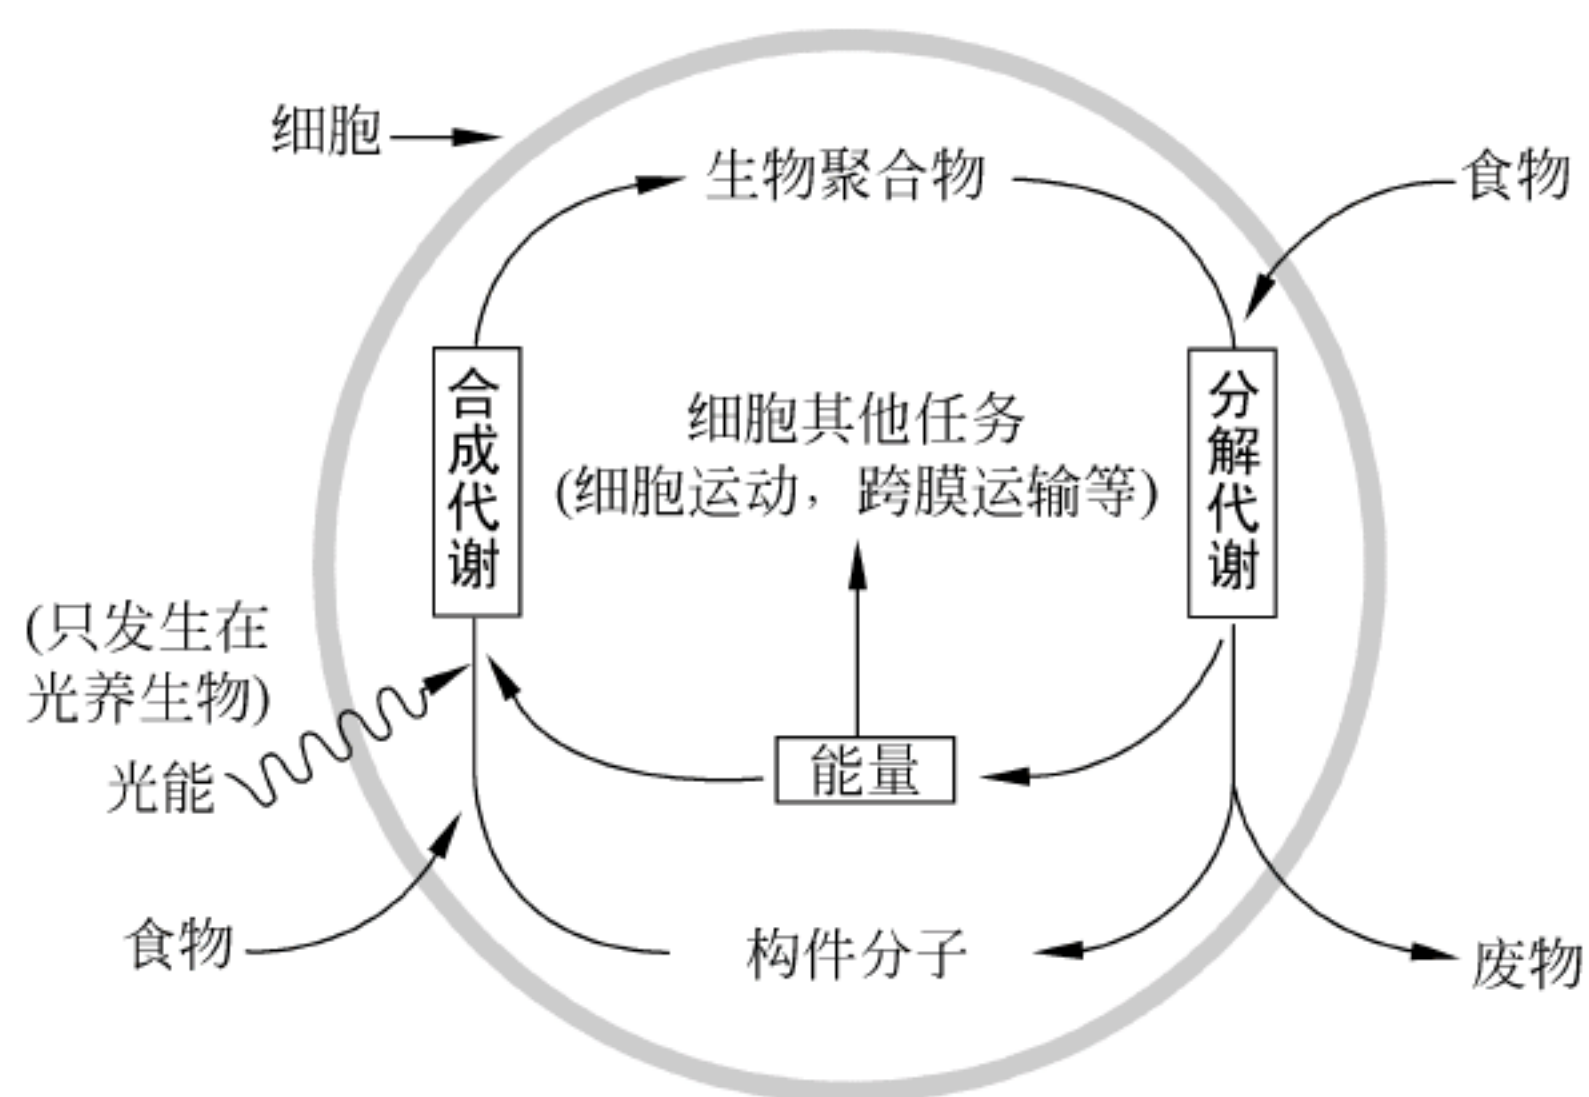 细胞
生物聚合物
食物
合成代谢
分解代谢
细胞其他任务
(细胞运动，跨膜运输等)
(只发生在
光养生物)
光能
能量
食物
构件分子
废物